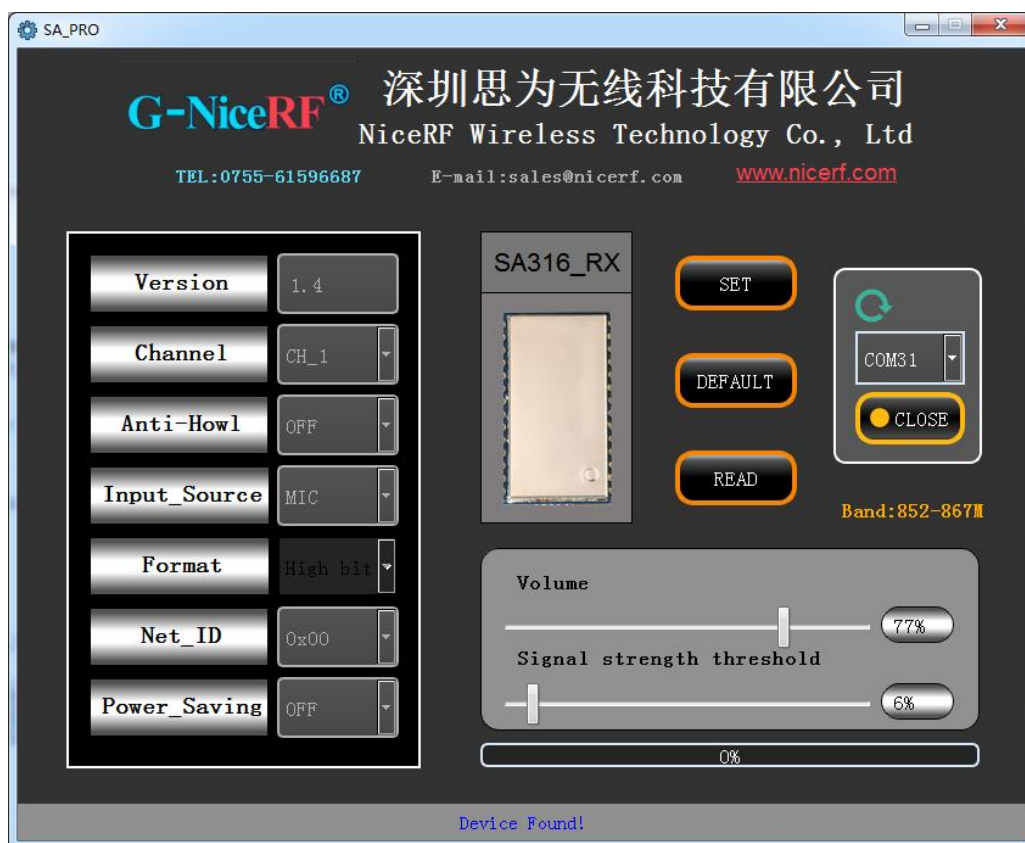 SA_PRO
G-NiceRF®
深圳思为无线科技有限公司
NiceRF Wireless Technology Co., Ltd
TEL:0755-61596687 E-mail:sales@nicerf.com www.nicerf.com
Version 1.4
Channel CH_1
Anti-Howl OFF
Input_Source MIC
Format High bit
Net_ID 0x00
Power_Saving OFF
SA316_RX
SET
DEFAULT
READ
COM31
CLOSE
Band:852-867M
Volume
77%
Signal strength threshold
6%
0%
Device Found!